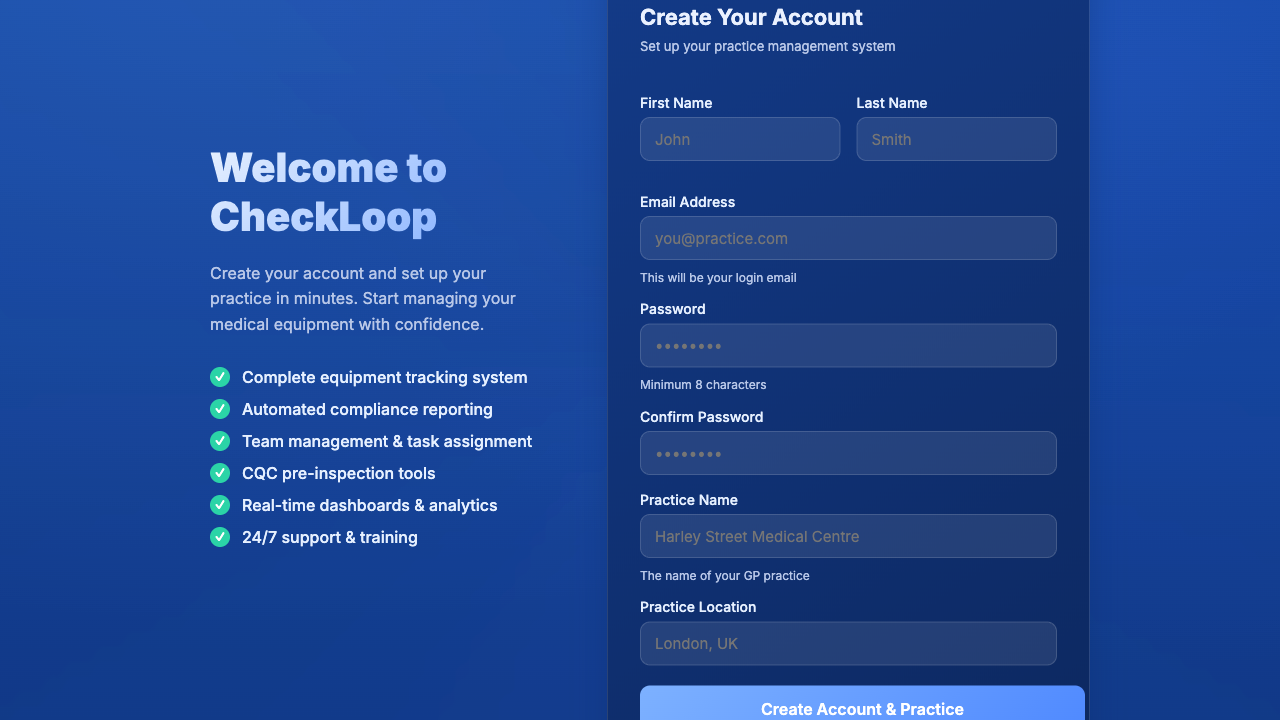 Welcome to
CheckLoop
Create your account and set up your
practice in minutes. Start managing your
medical equipment with confidence.
Complete equipment tracking system
Automated compliance reporting
Team management & task assignment
CQC pre-inspection tools
Real-time dashboards & analytics
24/7 support & training
Create Your Account
Set up your practice management system
First Name
Last Name
John
Smith
Email Address
you@practice.com
This will be your login email
Password
••••••••
Minimum 8 characters
Confirm Password
••••••••
Practice Name
Harley Street Medical Centre
The name of your GP practice
Practice Location
London, UK
Create Account & Practice